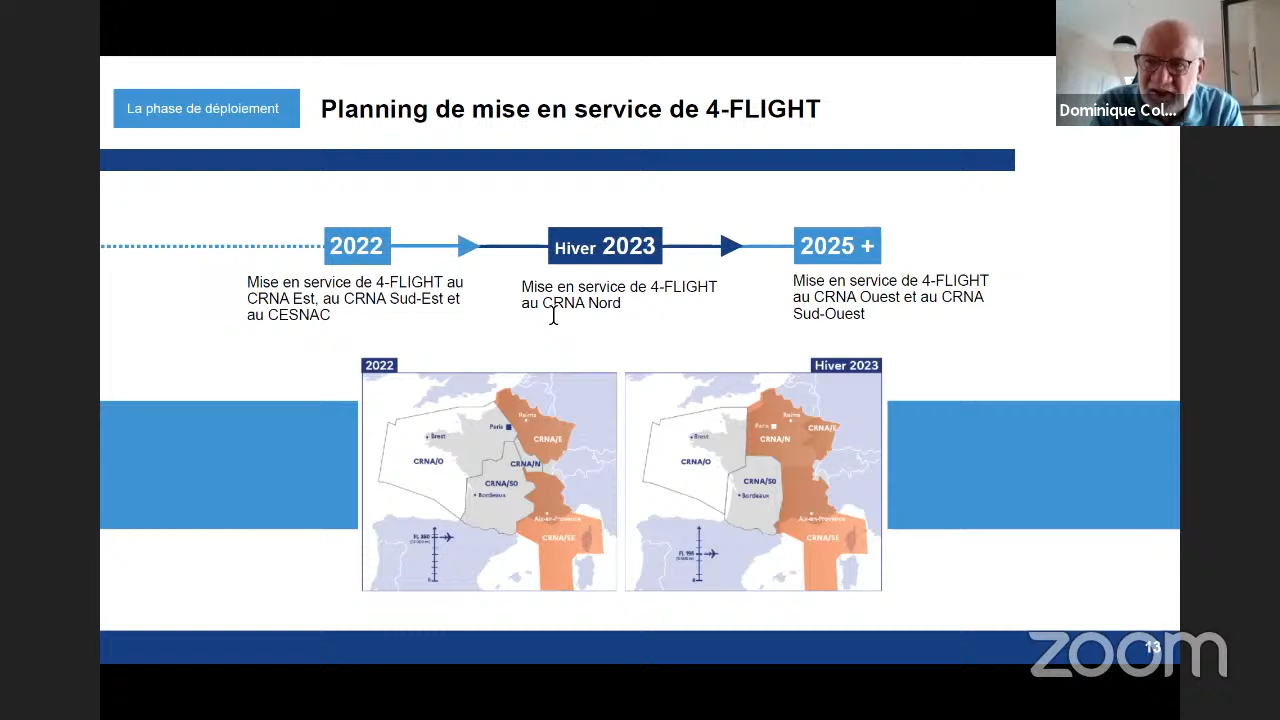 La phase de déploiement
Planning de mise en service de 4-FLIGHT
Dominique Col...
2022
Hiver 2023
2025 +
Mise en service de 4-FLIGHT au
CRNA Est, au CRNA Sud-Est et
au CESNAC
Mise en service de 4-FLIGHT
au CRNA Nord
Mise en service de 4-FLIGHT
au CRNA Ouest et au CRNA
Sud-Ouest
2022
Reims
Paris
Brest
CRNA/E
CRNA/O
CRNA/N
CRNA/SO
Bordeaux
Aix-en-Provence
CRNA/SE
0
Hiver 2023
Reims
Paris
CRNA/E
Brest
CRNA/N
CRNA/O
CRNA/SO
Bordeaux
Aix-en-Provence
CRNA/SE
FL 195
0
13
zoom